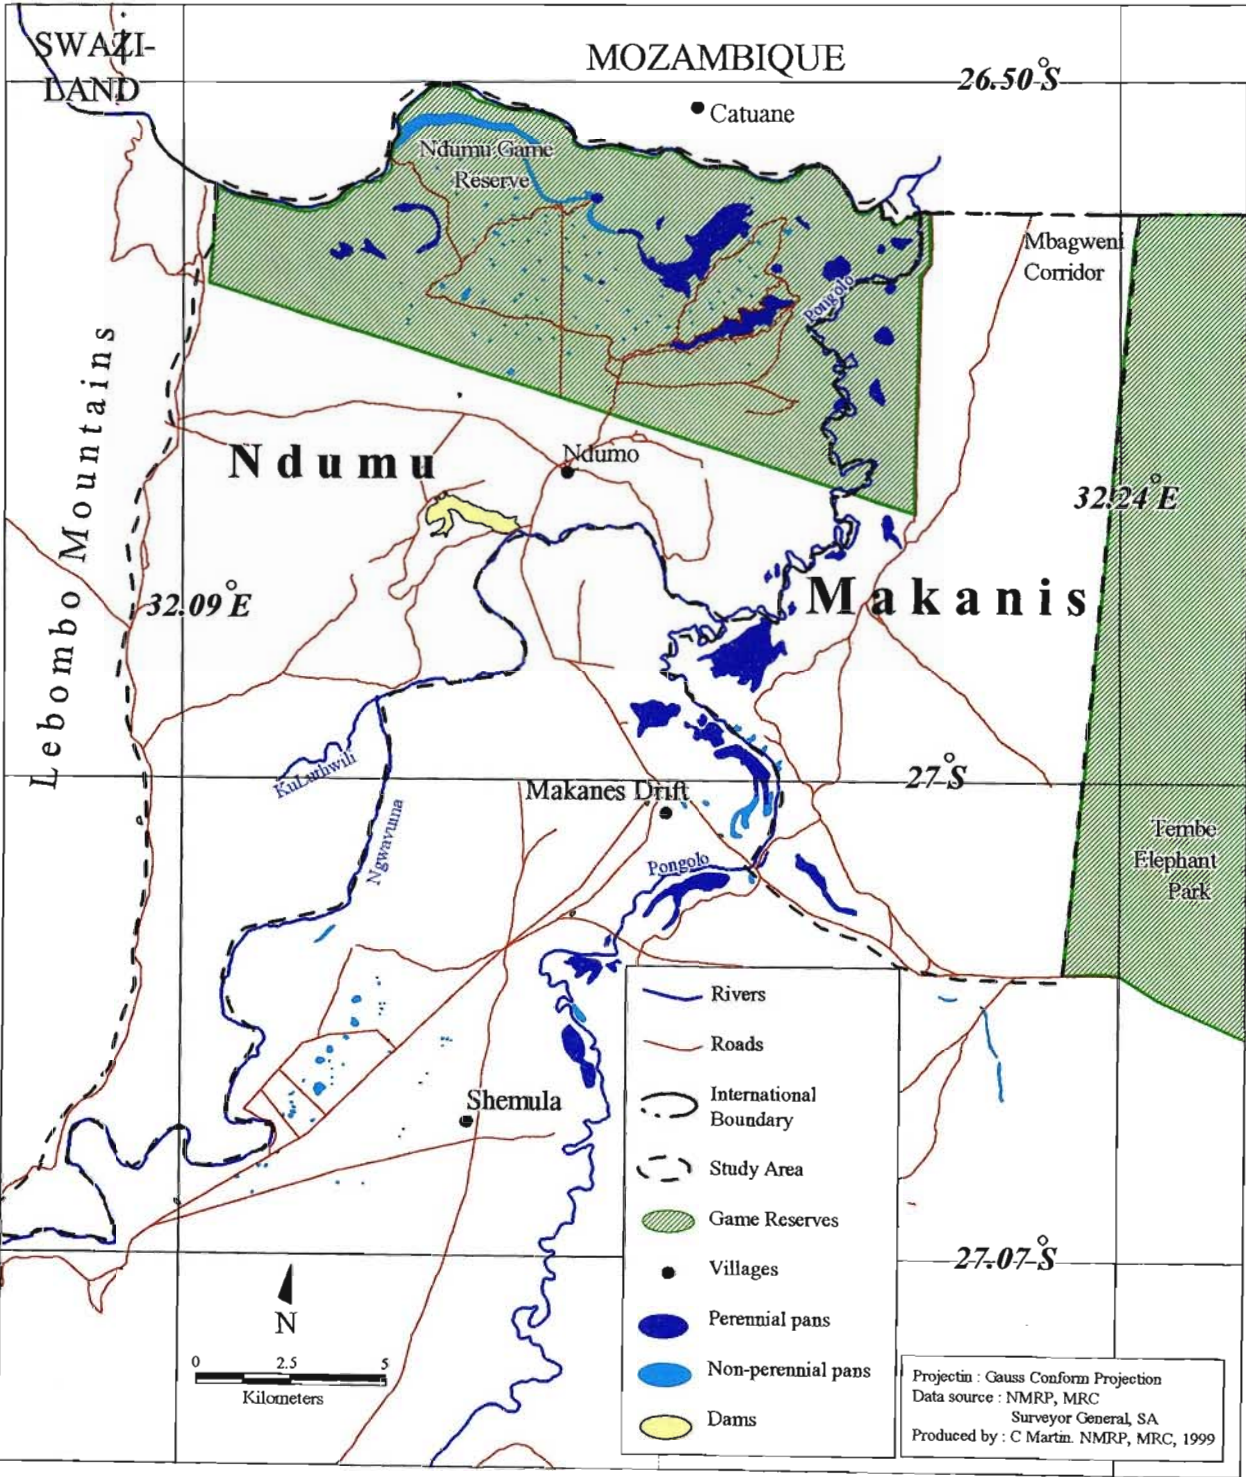 SWAZI-
LAND
MOZAMBIQUE
26.50°S
Catuane
Ndumu Game
Reserve
Mbagweni
Corridor
Pongolo
Lebombo Mountains
Ndumu
Ndumo
32.24°E
32.09°E
Makanis
KuLuhwili
27°S
Makanes Drift
Ngwavuma
Pongolo
Tembe
Elephant
Park
Shemula
Rivers
Roads
International
Boundary
Study Area
Game Reserves
Villages
Perennial pans
Non-perennial pans
Dams
27.07°S
N
0 2.5 5
Kilometers
Projectin : Gauss Conform Projection
Data source : NMRP, MRC
Surveyor General, SA
Produced by : C Martin. NMRP, MRC, 1999